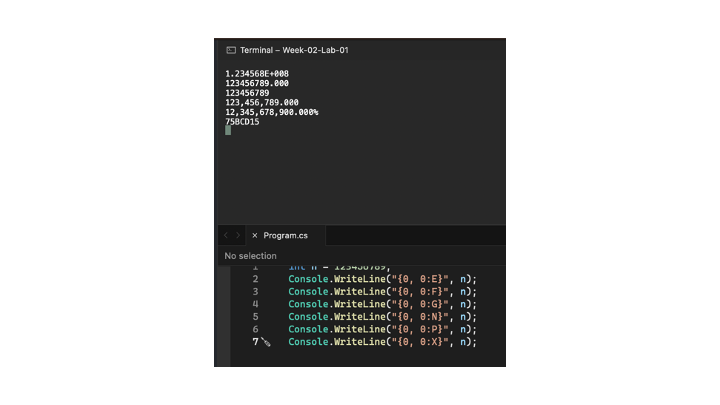 Terminal – Week-02-Lab-01
1.234568E+008
123456789.000
123456789
123,456,789.000
12,345,678,900.000%
75BCD15
Program.cs
No selection
1 int n = 123456789;
2 Console.WriteLine("{0, 0:E}", n);
3 Console.WriteLine("{0, 0:F}", n);
4 Console.WriteLine("{0, 0:G}", n);
5 Console.WriteLine("{0, 0:N}", n);
6 Console.WriteLine("{0, 0:P}", n);
7 Console.WriteLine("{0, 0:X}", n);